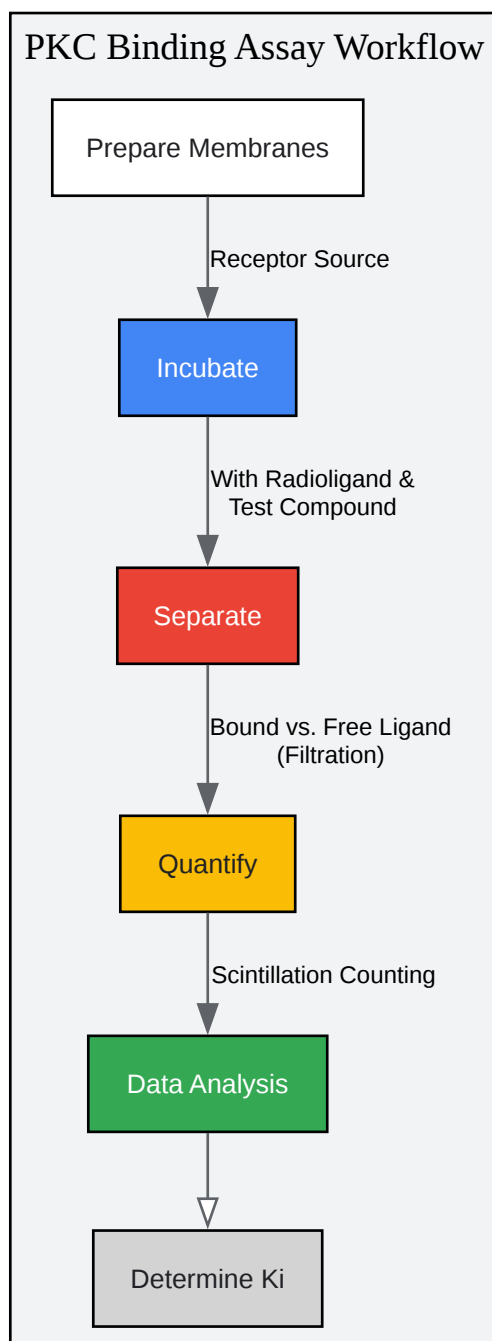 PKC Binding Assay Workflow
Prepare Membranes
Receptor Source
Incubate
With Radioligand &
Test Compound
Separate
Bound vs. Free Ligand
(Filtration)
Quantify
Scintillation Counting
Data Analysis
Determine Ki